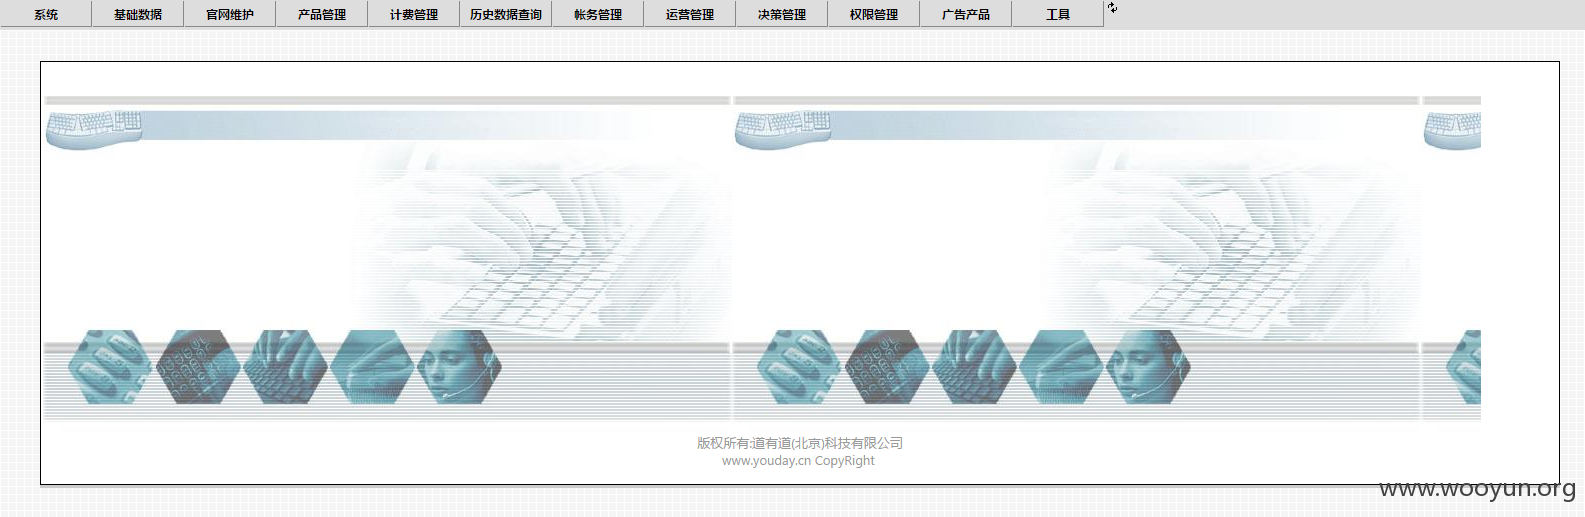 系统 基础数据 官网维护 产品管理 计费管理 历史数据查询 帐务管理 运营管理 决策管理 权限管理 广告产品 工具
版权所有:道有道(北京)科技有限公司
www.youday.cn CopyRight
www.wooyun.org